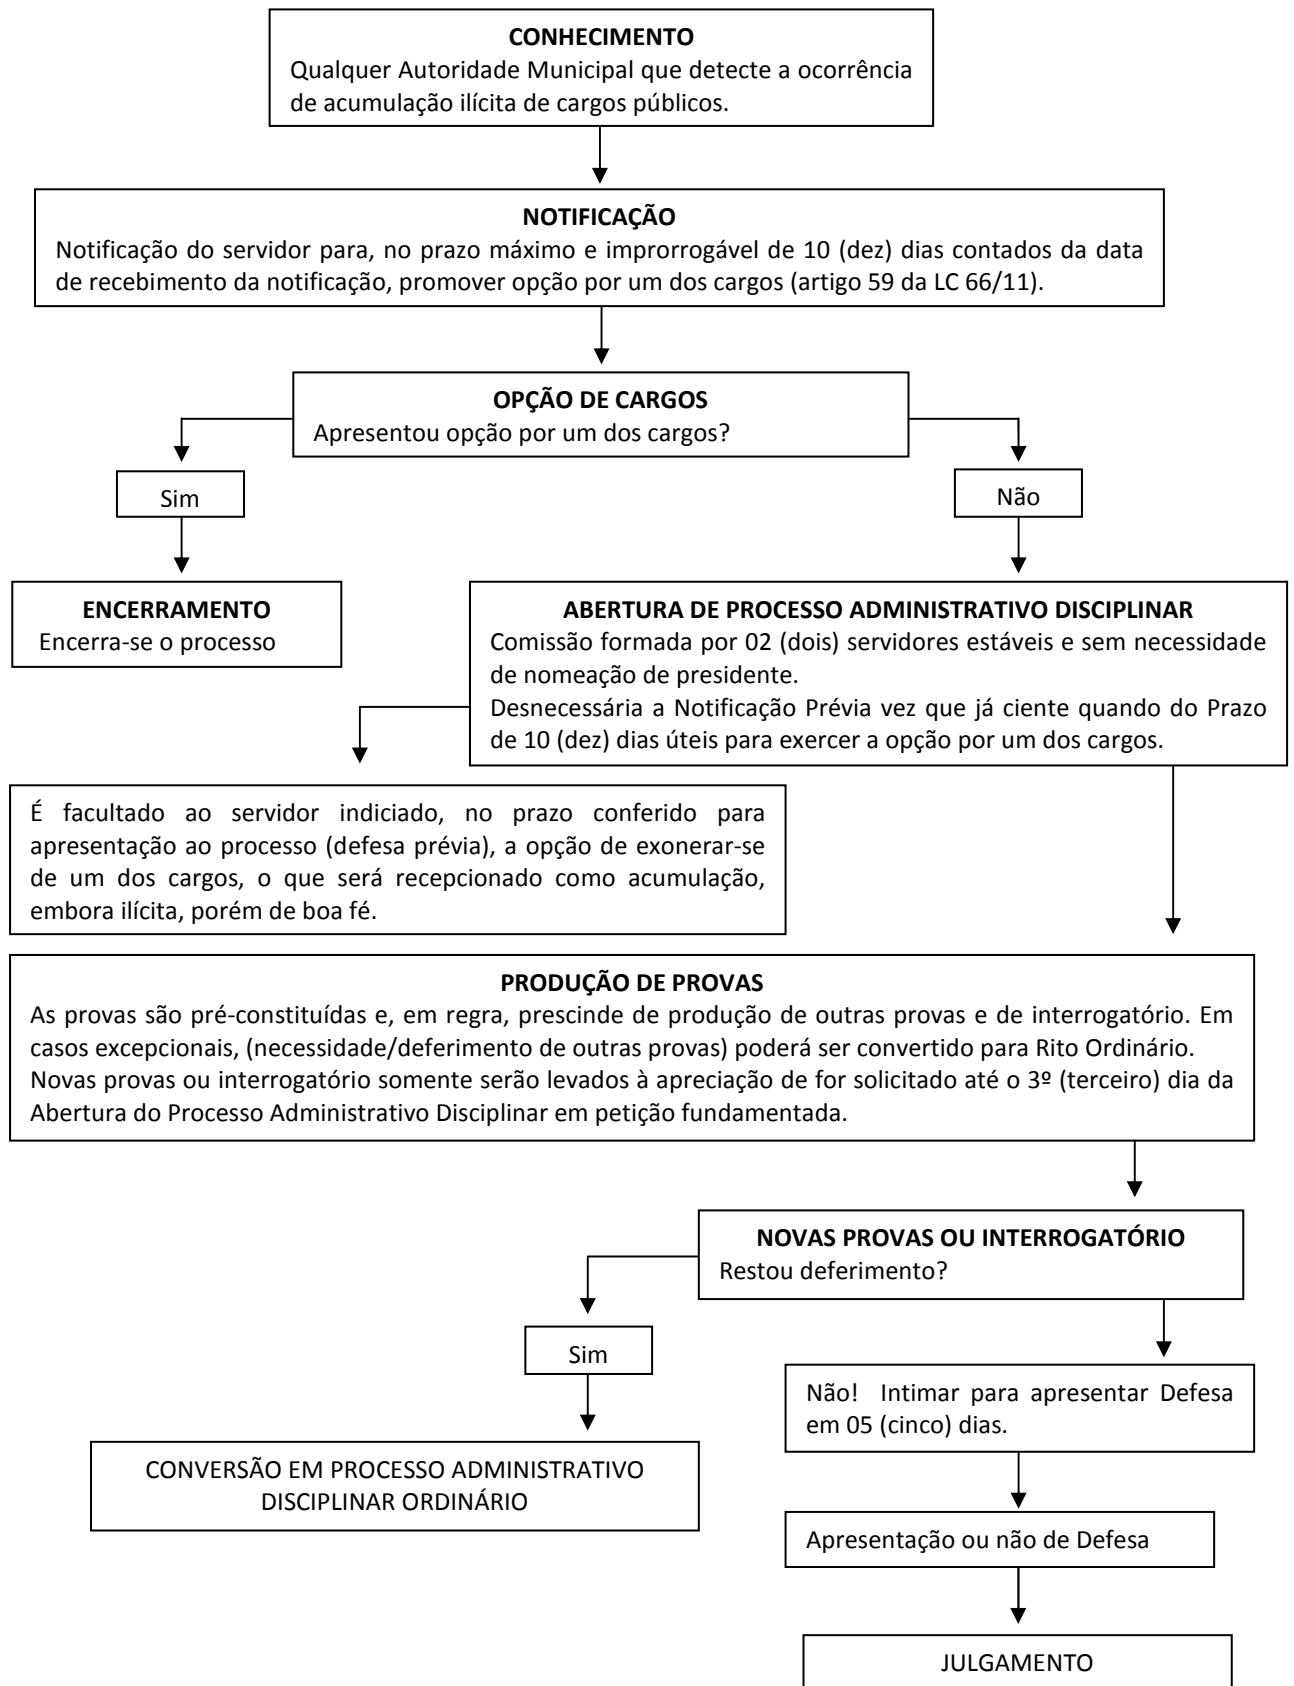 CONHECIMENTO
Qualquer Autoridade Municipal que detecte a ocorrência
de acumulação ilícita de cargos públicos.
NOTIFICAÇÃO
Notificação do servidor para, no prazo máximo e improrrogável de 10 (dez) dias contados da data
de recebimento da notificação, promover opção por um dos cargos (artigo 59 da LC 66/11).
OPÇÃO DE CARGOS
Apresentou opção por um dos cargos?
Sim
Não
ENCERRAMENTO
Encerra-se o processo
ABERTURA DE PROCESSO ADMINISTRATIVO DISCIPLINAR
Comissão formada por 02 (dois) servidores estáveis e sem necessidade
de nomeação de presidente.
Desnecessária a Notificação Prévia vez que já ciente quando do Prazo
de 10 (dez) dias úteis para exercer a opção por um dos cargos.
É facultado ao servidor indiciado, no prazo conferido para
apresentação ao processo (defesa prévia), a opção de exonerar-se
de um dos cargos, o que será recepcionado como acumulação,
embora ilícita, porém de boa fé.
PRODUÇÃO DE PROVAS
As provas são pré-constituídas e, em regra, prescinde de produção de outras provas e de interrogatório. Em
casos excepcionais, (necessidade/deferimento de outras provas) poderá ser convertido para Rito Ordinário.
Novas provas ou interrogatório somente serão levados à apreciação de for solicitado até o 3º (terceiro) dia da
Abertura do Processo Administrativo Disciplinar em petição fundamentada.
NOVAS PROVAS OU INTERROGATÓRIO
Restou deferimento?
Sim
Não! Intimar para apresentar Defesa
em 05 (cinco) dias.
CONVERSÃO EM PROCESSO ADMINISTRATIVO
DISCIPLINAR ORDINÁRIO
Apresentação ou não de Defesa
JULGAMENTO